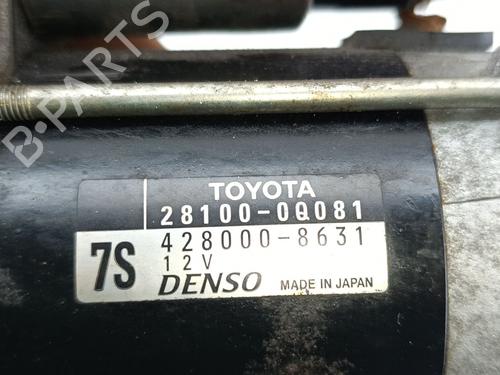 B-PARTS
TOYOTA
28100-0Q081
7S
428000-8631
12V
DENSO MADE IN JAPAN